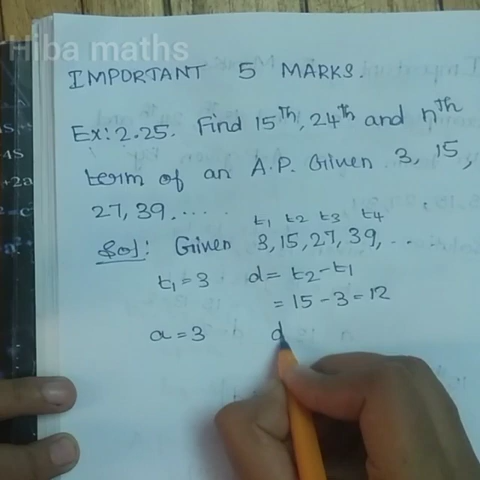 Hiba maths
IMPORTANT 5 MARKS.
Ex: 2.25. Find 15th, 24th and nth
term of an A.P. Given 3, 15,
27, 39, .....
t1 t2 t3 t4
Sol: Given 3, 15, 27, 39, ...
t1 = 3 d = t2 - t1
= 15 - 3 = 12
a = 3 d